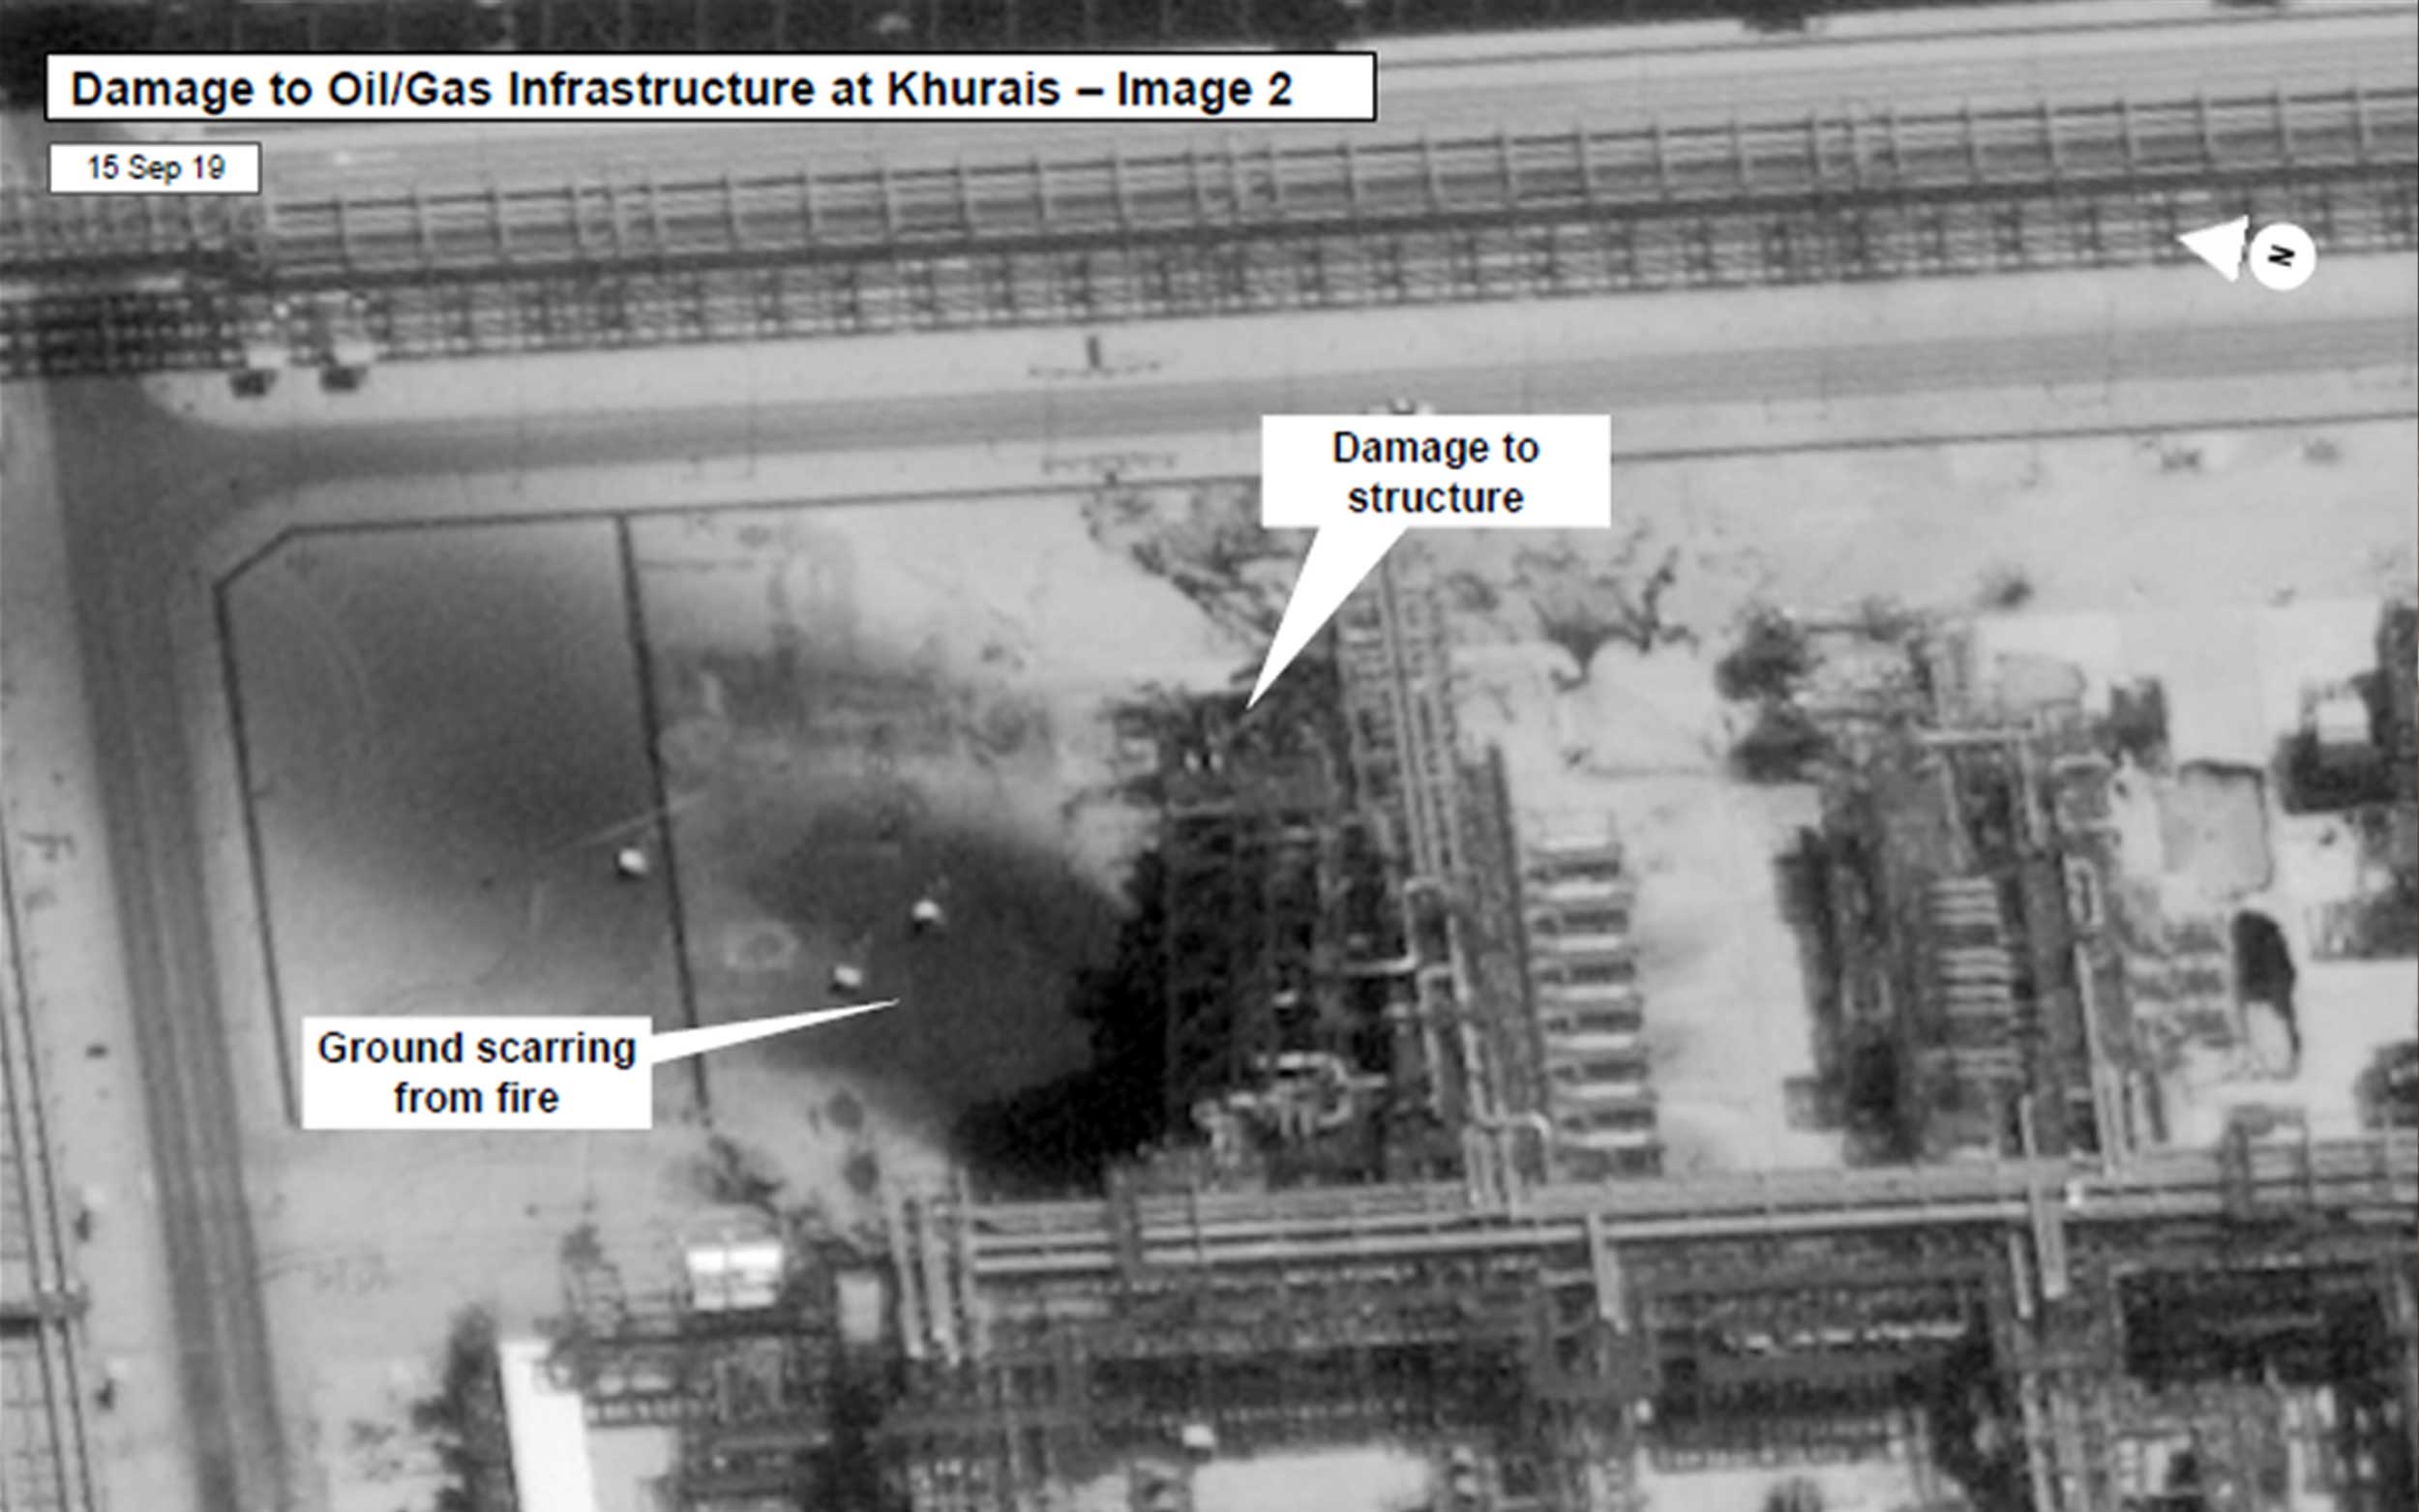 Damage to Oil/Gas Infrastructure at Khurais – Image 2
15 Sep 19
N
Damage to
structure
Ground scarring
from fire